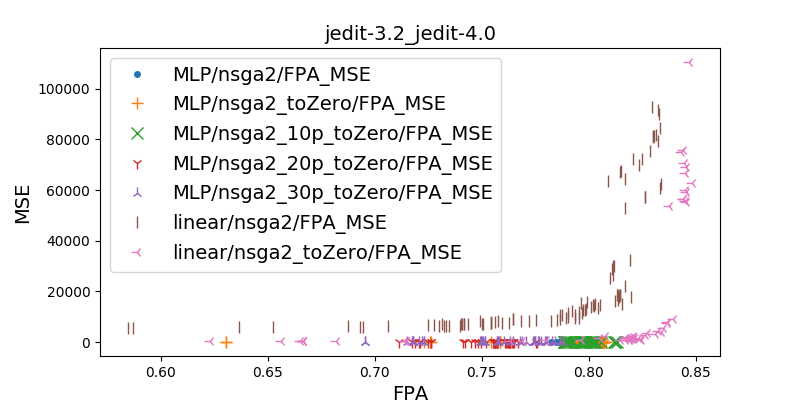 jedit-3.2_jedit-4.0
MLP/nsga2/FPA_MSE
MLP/nsga2_toZero/FPA_MSE
MLP/nsga2_10p_toZero/FPA_MSE
MLP/nsga2_20p_toZero/FPA_MSE
MLP/nsga2_30p_toZero/FPA_MSE
linear/nsga2/FPA_MSE
linear/nsga2_toZero/FPA_MSE
MSE
100000
80000
60000
40000
20000
0
0.60 0.65 0.70 0.75 0.80 0.85
FPA